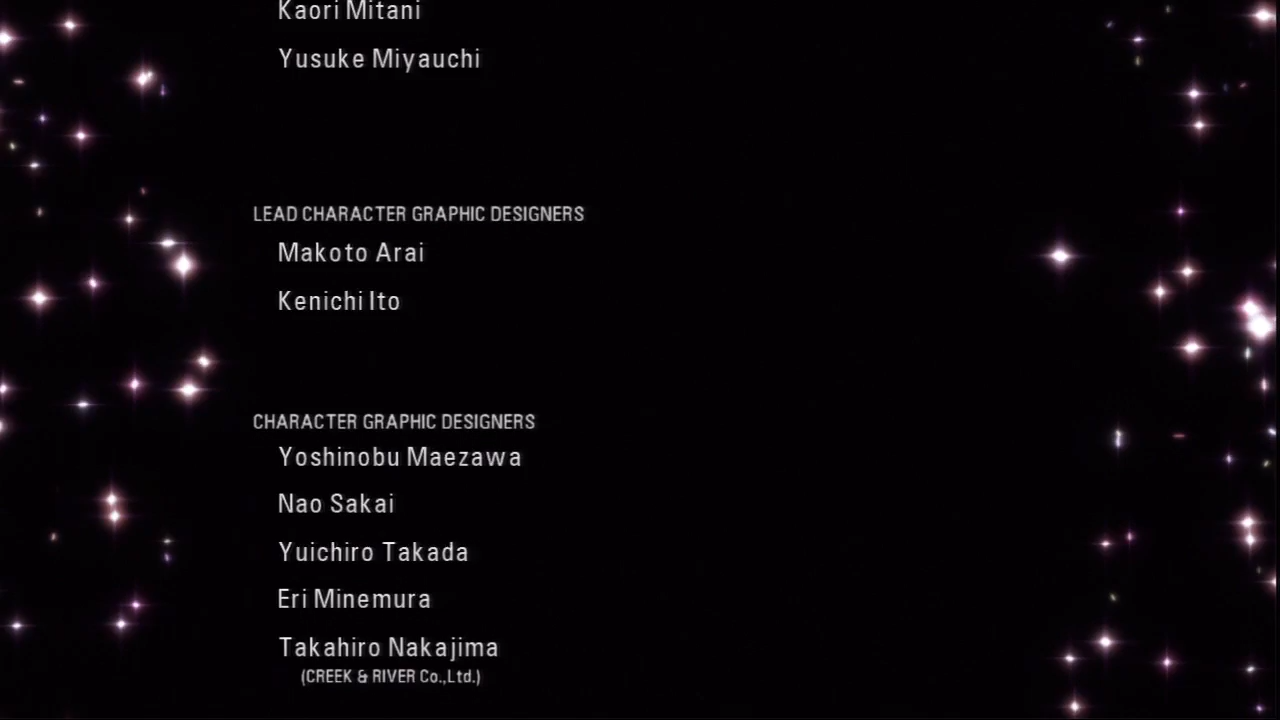 Kaori Mitani
Yusuke Miyauchi
LEAD CHARACTER GRAPHIC DESIGNERS
Makoto Arai
Kenichi Ito
CHARACTER GRAPHIC DESIGNERS
Yoshinobu Maezawa
Nao Sakai
Yuichiro Takada
Eri Minemura
Takahiro Nakajima
(CREEK & RIVER Co.,Ltd.)